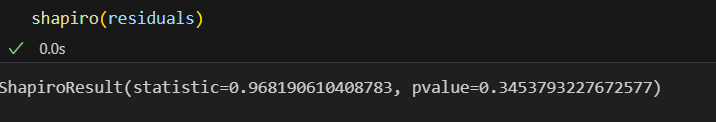 shapiro(residuals)
0.0s
ShapiroResult(statistic=0.968190610408783, pvalue=0.3453793227672577)